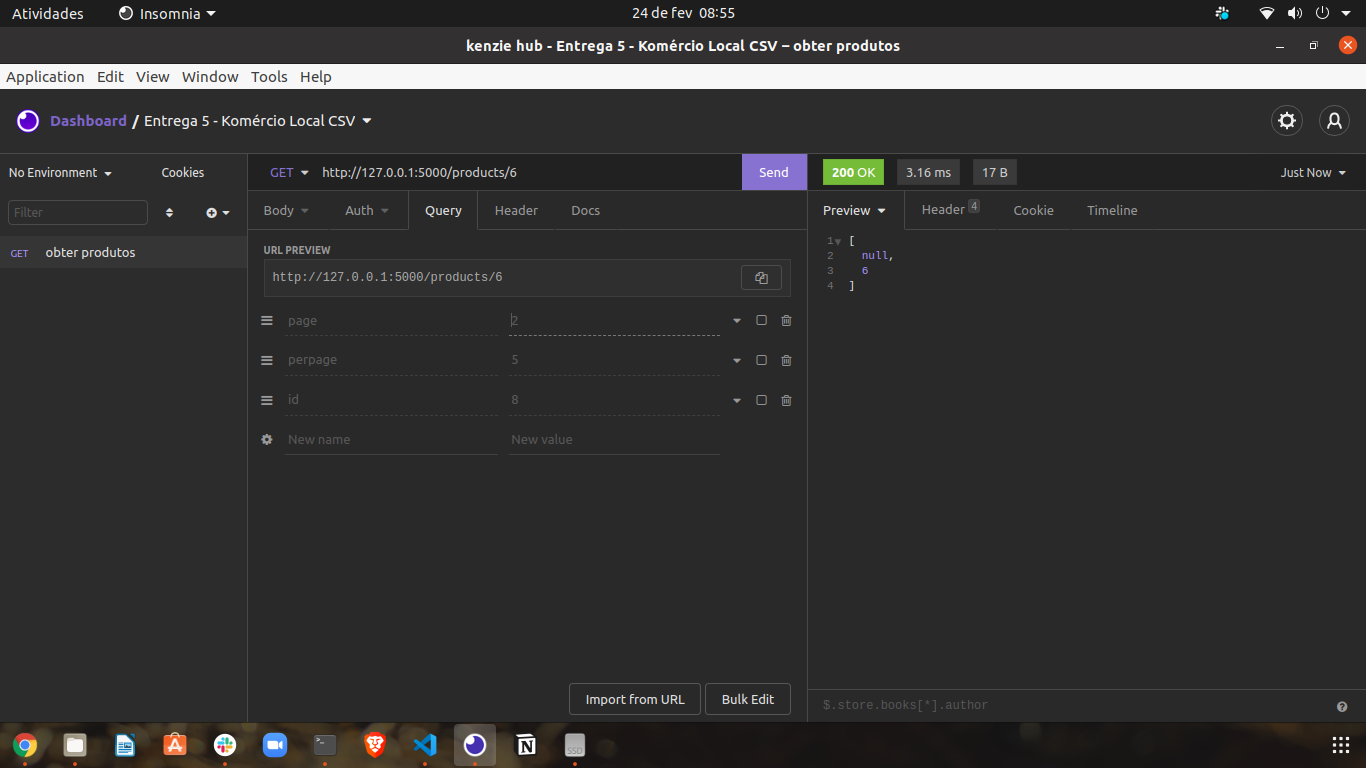 Atividades
Insomnia
24 de fev 08:55
kenzie hub - Entrega 5 - Komércio Local CSV – obter produtos
Application Edit View Window Tools Help
Dashboard / Entrega 5 - Komércio Local CSV
No Environment
Cookies
GET
http://127.0.0.1:5000/products/6
Send
200 OK
3.16 ms
17 B
Just Now
Filter
Body
Auth
Query
Header
Docs
Preview
Header 4
Cookie
Timeline
GET obter produtos
URL PREVIEW
http://127.0.0.1:5000/products/6
page 2
perpage 5
id 8
New name New value
1 [
2 null,
3 6
4 ]
Import from URL
Bulk Edit
$.store.books[*].author
?
SSD